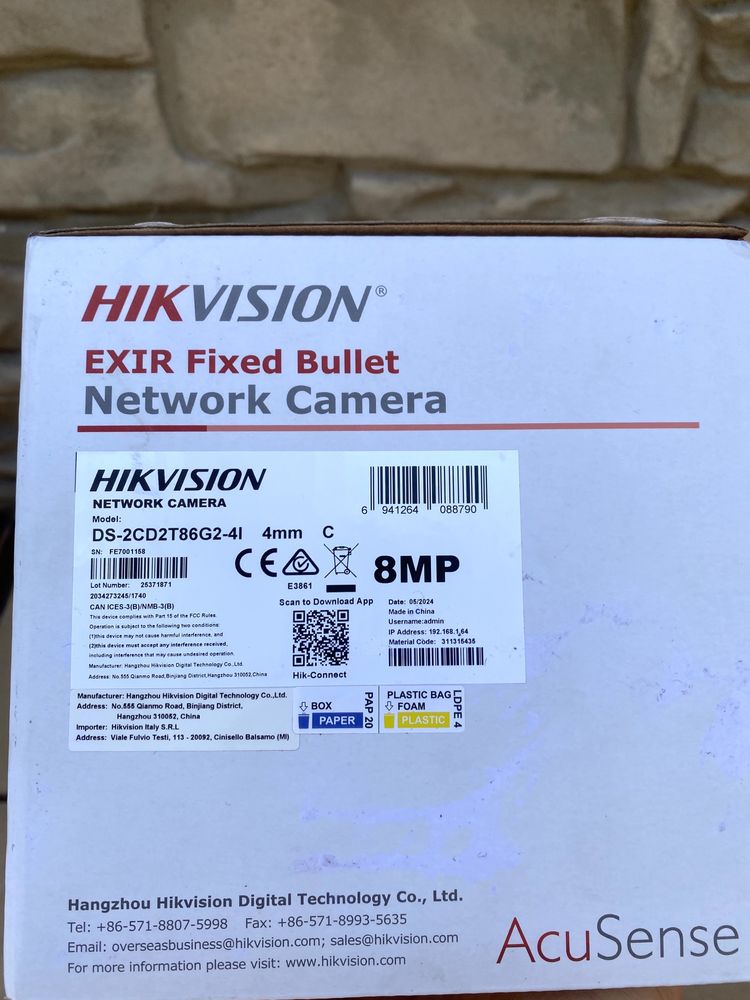 HIKVISION®
EXIR Fixed Bullet
Network Camera
HIKVISION
NETWORK CAMERA
Model:
DS-2CD2T86G2-4I 4mm C
SN: FE7001158
Lot Number: 25371871
2034273245/1740
CAN ICES-3(B)/NMB-3(B)
This device complies with Part 15 of the FCC Rules.
Operation is subject to the following two conditions:
(1)this device may not cause harmful interference, and
(2)this device must accept any interference received,
including interference that may cause undesired operation.
Manufacturer: Hangzhou Hikvision Digital Technology Co.,Ltd.
Address: No.555 Qianmo Road,Binjiang District,Hangzhou 310052,China
6 941264 088790
CE
E3861
8MP
Scan to Download App
Hik-Connect
Date: 05/2024
Made in China
Username:admin
IP Address: 192.168.1.64
Material Code: 311315435
Manufacturer: Hangzhou Hikvision Digital Technology Co.,Ltd.
Address: No.555 Qianmo Road, Binjiang District,
Hangzhou 310052, China
Importer: Hikvision Italy S.R.L
Address: Viale Fulvio Testi, 113 - 20092, Cinisello Balsamo (MI)
BOX
PAPER
PAP 20
PLASTIC BAG
FOAM
PLASTIC
LDPE 4
Hangzhou Hikvision Digital Technology Co., Ltd.
Tel: +86-571-8807-5998 Fax: +86-571-8993-5635
Email: overseasbusiness@hikvision.com; sales@hikvision.com
For more information please visit: www.hikvision.com
AcuSense